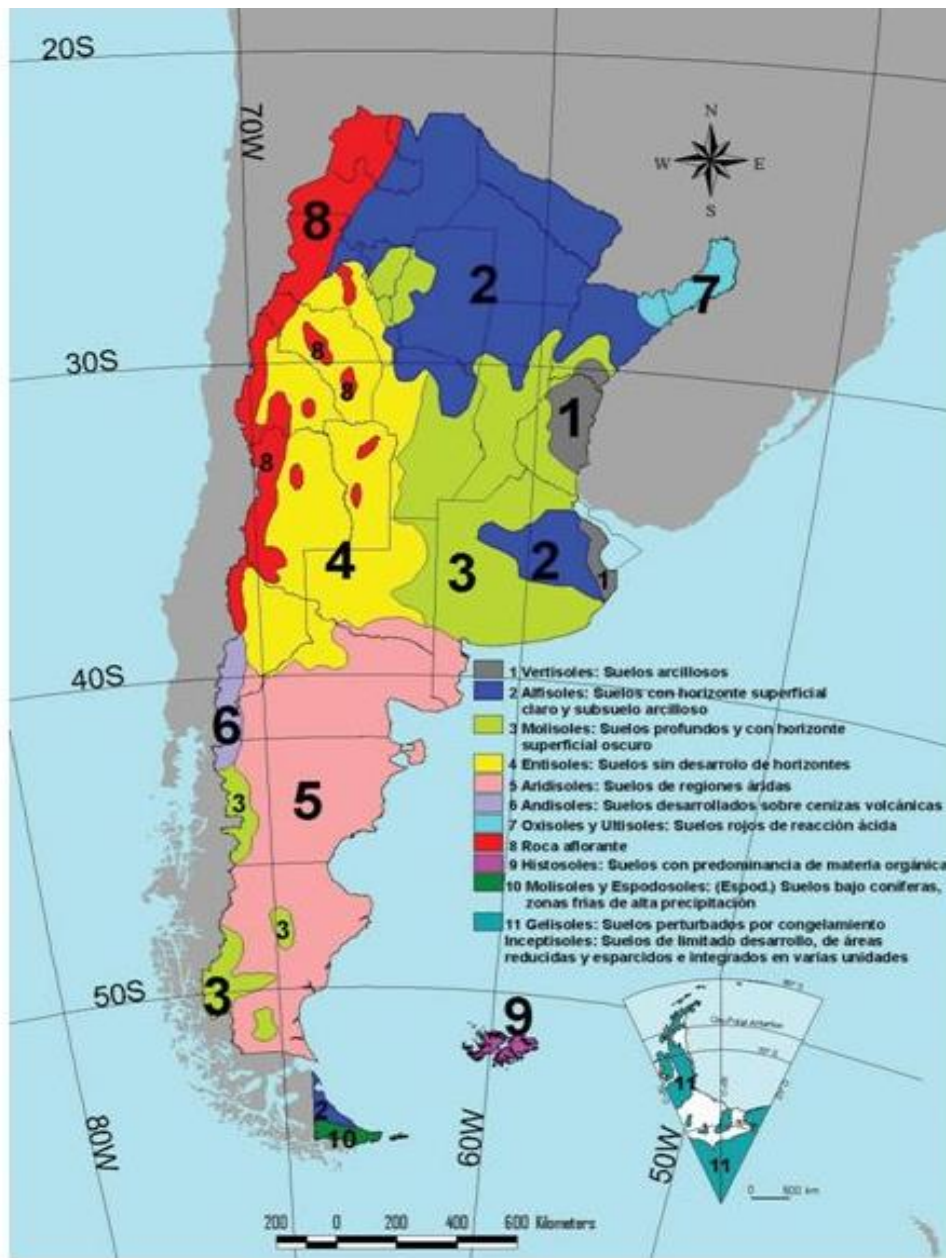 20S
70W
N
W E
S
8
2
7
30S
8
8
1
8
4
3
2
1
40S
6
5
3
3
3
50S
9
2
10
80W
60W
50W
1 Vertisoles: Suelos arcillosos
2 Alfisoles: Suelos con horizonte superficial
claro y subsuelo arcilloso
3 Molisoles: Suelos profundos y con horizonte
superficial oscuro
4 Entisoles: Suelos sin desarrolo de horizontes
5 Aridisoles: Suelos de regiones áridas
6 Andisoles: Suelos desarrollados sobre cenizas volcánicas
7 Oxisoles y Ultisoles: Suelos rojos de reacción ácida
8 Roca aflorante
9 Histosoles: Suelos con predominancia de materia orgánica
10 Molisoles y Espodosoles: (Espod.) Suelos bajo coníferas,
zonas frías de alta precipitación
11 Gelisoles: Suelos perturbados por congelamiento
Inceptisoles: Suelos de limitado desarrollo, de áreas
reducidas y esparcidos e integrados en varias unidades
11
11
0 500 km
200 0 200 400 600 Kilometers